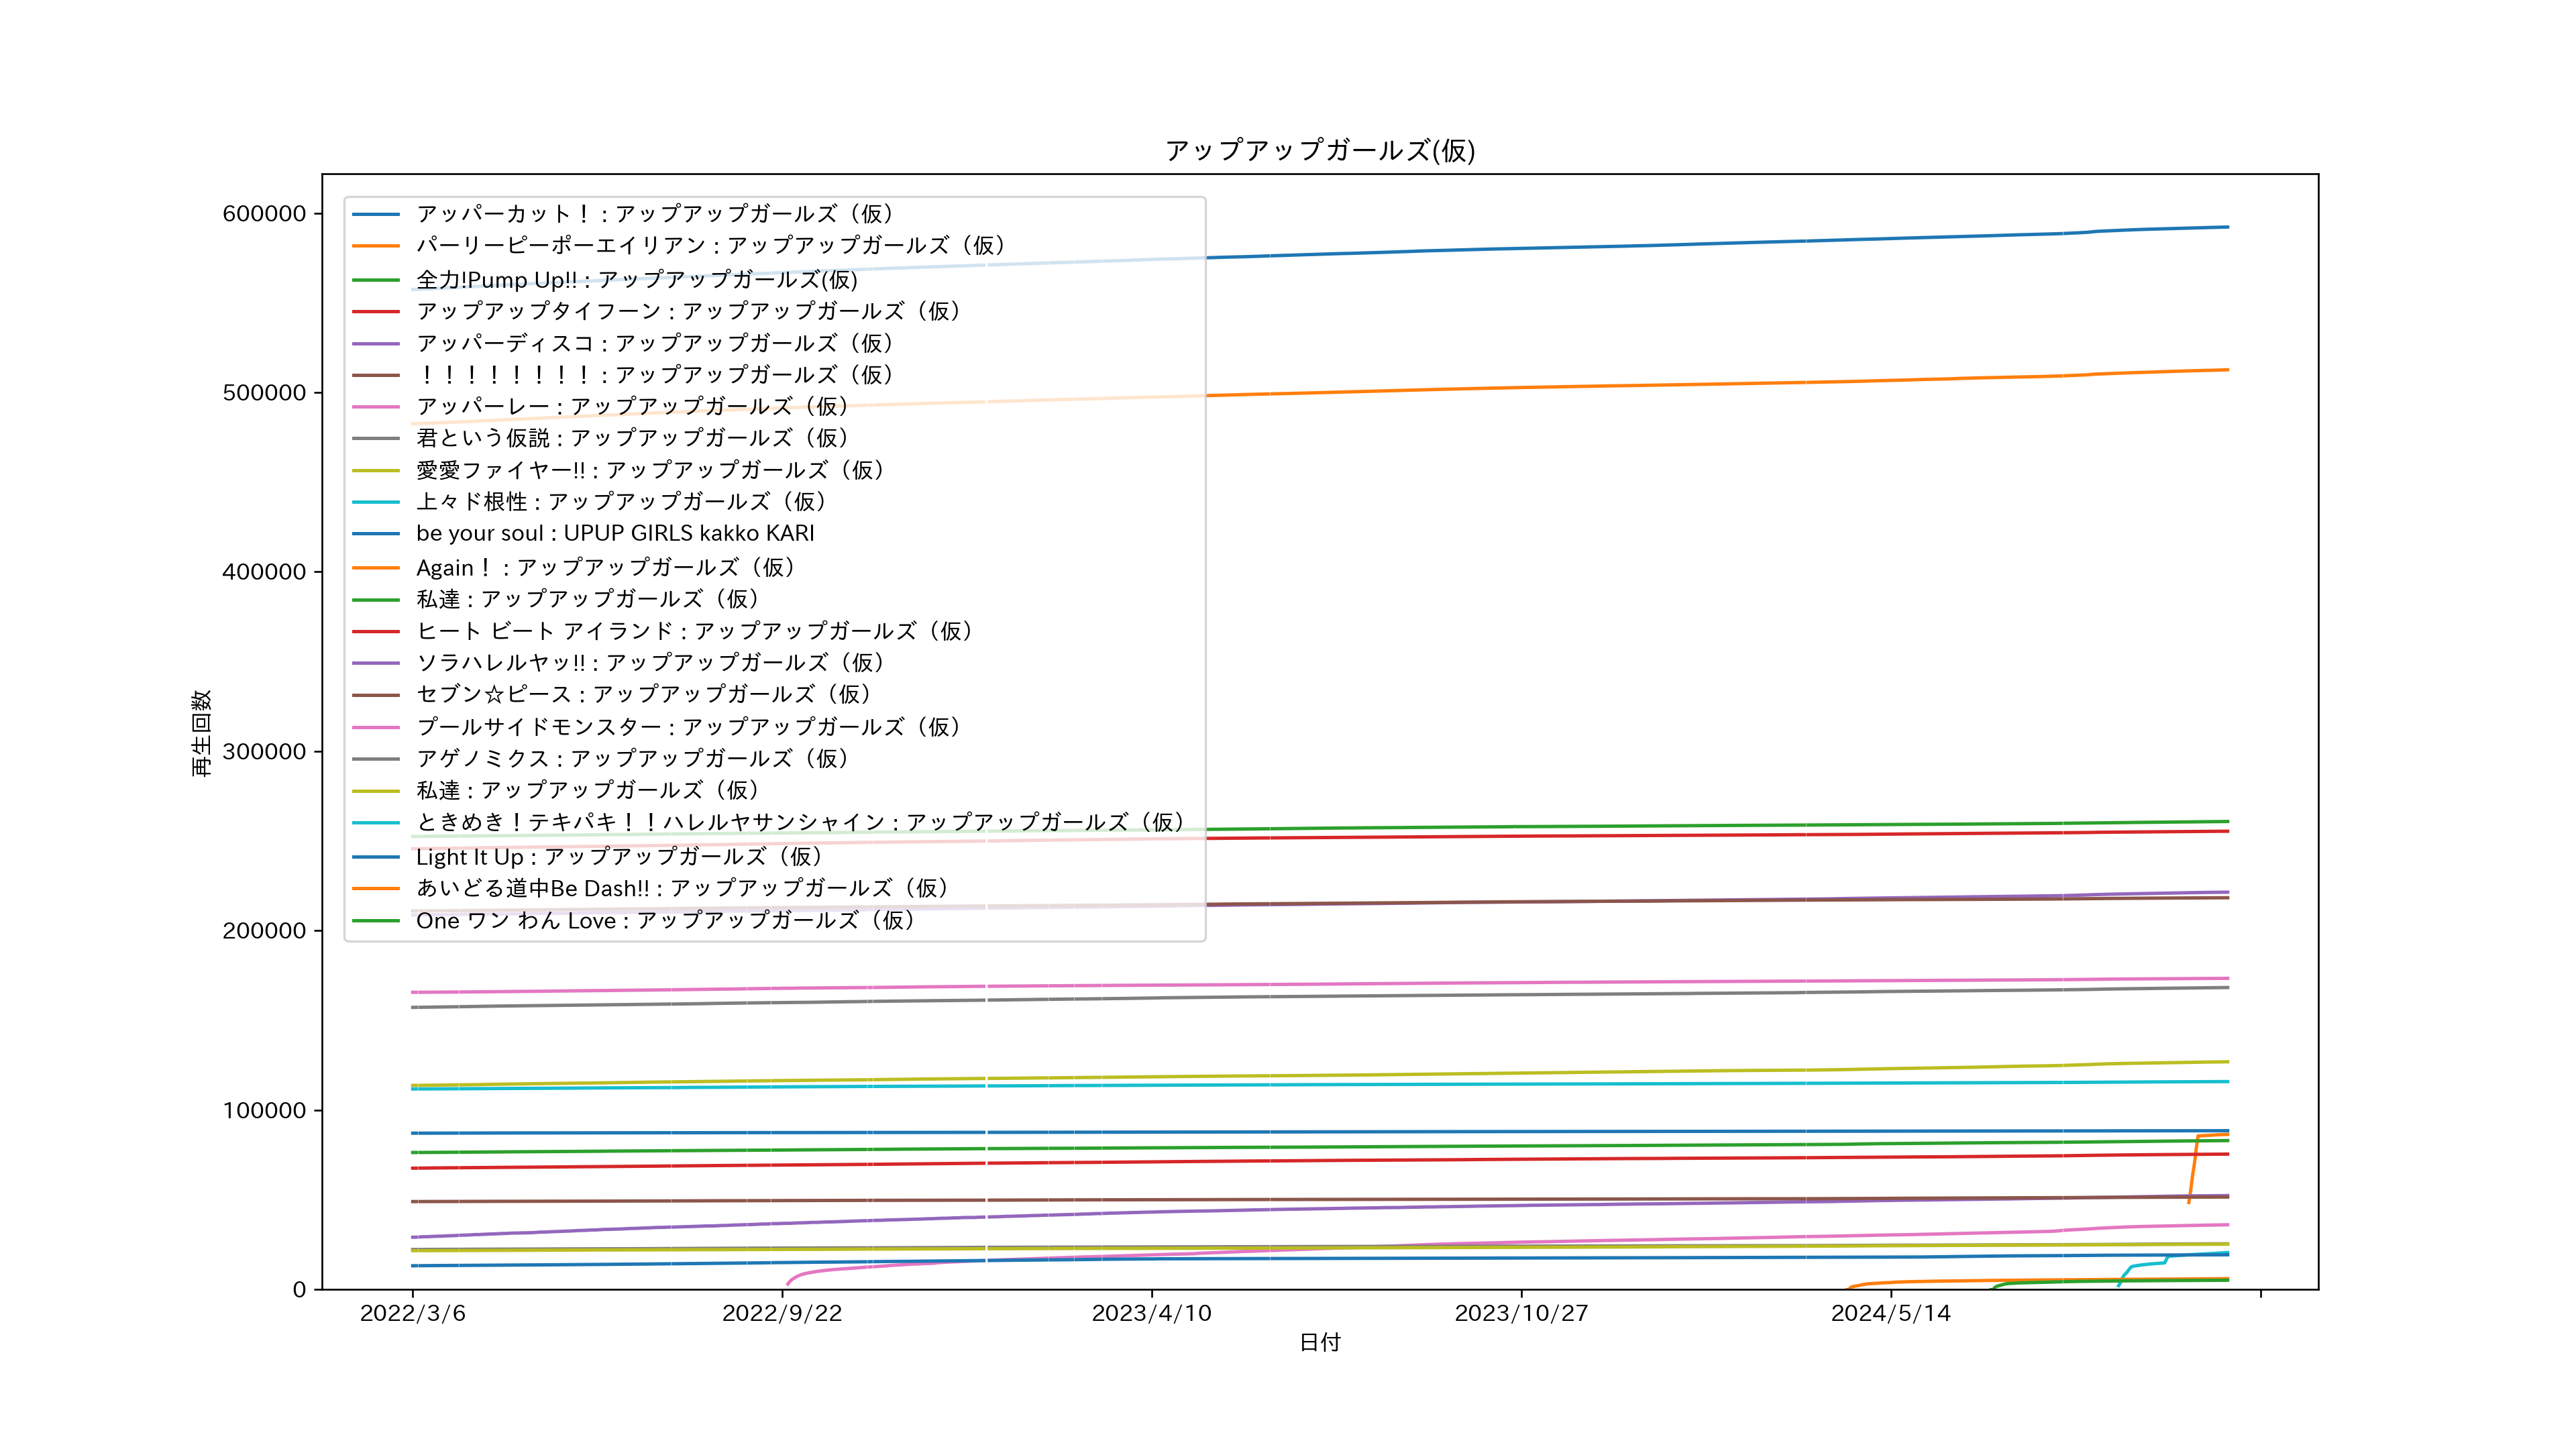 アップアップガールズ(仮)
600000
500000
400000
300000
200000
100000
0
再生回数
アッパーカット！ : アップアップガールズ（仮）
パーリーピーポーエイリアン : アップアップガールズ（仮）
全力!Pump Up!! : アップアップガールズ(仮)
アップアップタイフーン : アップアップガールズ（仮）
アッパーディスコ : アップアップガールズ（仮）
！！！！！！！！ : アップアップガールズ（仮）
アッパーレー : アップアップガールズ（仮）
君という仮説 : アップアップガールズ（仮）
愛愛ファイヤー!! : アップアップガールズ（仮）
上々ド根性 : アップアップガールズ（仮）
be your soul : UPUP GIRLS kakko KARI
Again！ : アップアップガールズ（仮）
私達 : アップアップガールズ（仮）
ヒート ビート アイランド : アップアップガールズ（仮）
ソラハレルヤッ!! : アップアップガールズ（仮）
セブン☆ピース : アップアップガールズ（仮）
プールサイドモンスター : アップアップガールズ（仮）
アゲノミクス : アップアップガールズ（仮）
私達 : アップアップガールズ（仮）
ときめき！テキパキ！！ハレルヤサンシャイン : アップアップガールズ（仮）
Light It Up : アップアップガールズ（仮）
あいどる道中Be Dash!! : アップアップガールズ（仮）
One ワン わん Love : アップアップガールズ（仮）
2022/3/6
2022/9/22
2023/4/10
2023/10/27
2024/5/14
日付